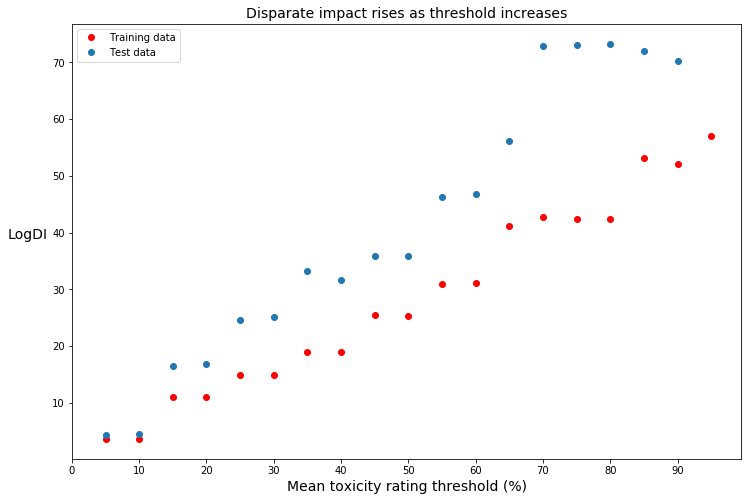 Disparate impact rises as threshold increases
Training data
Test data
70
60
50
40
30
20
10
LogDI
0 10 20 30 40 50 60 70 80 90
Mean toxicity rating threshold (%)